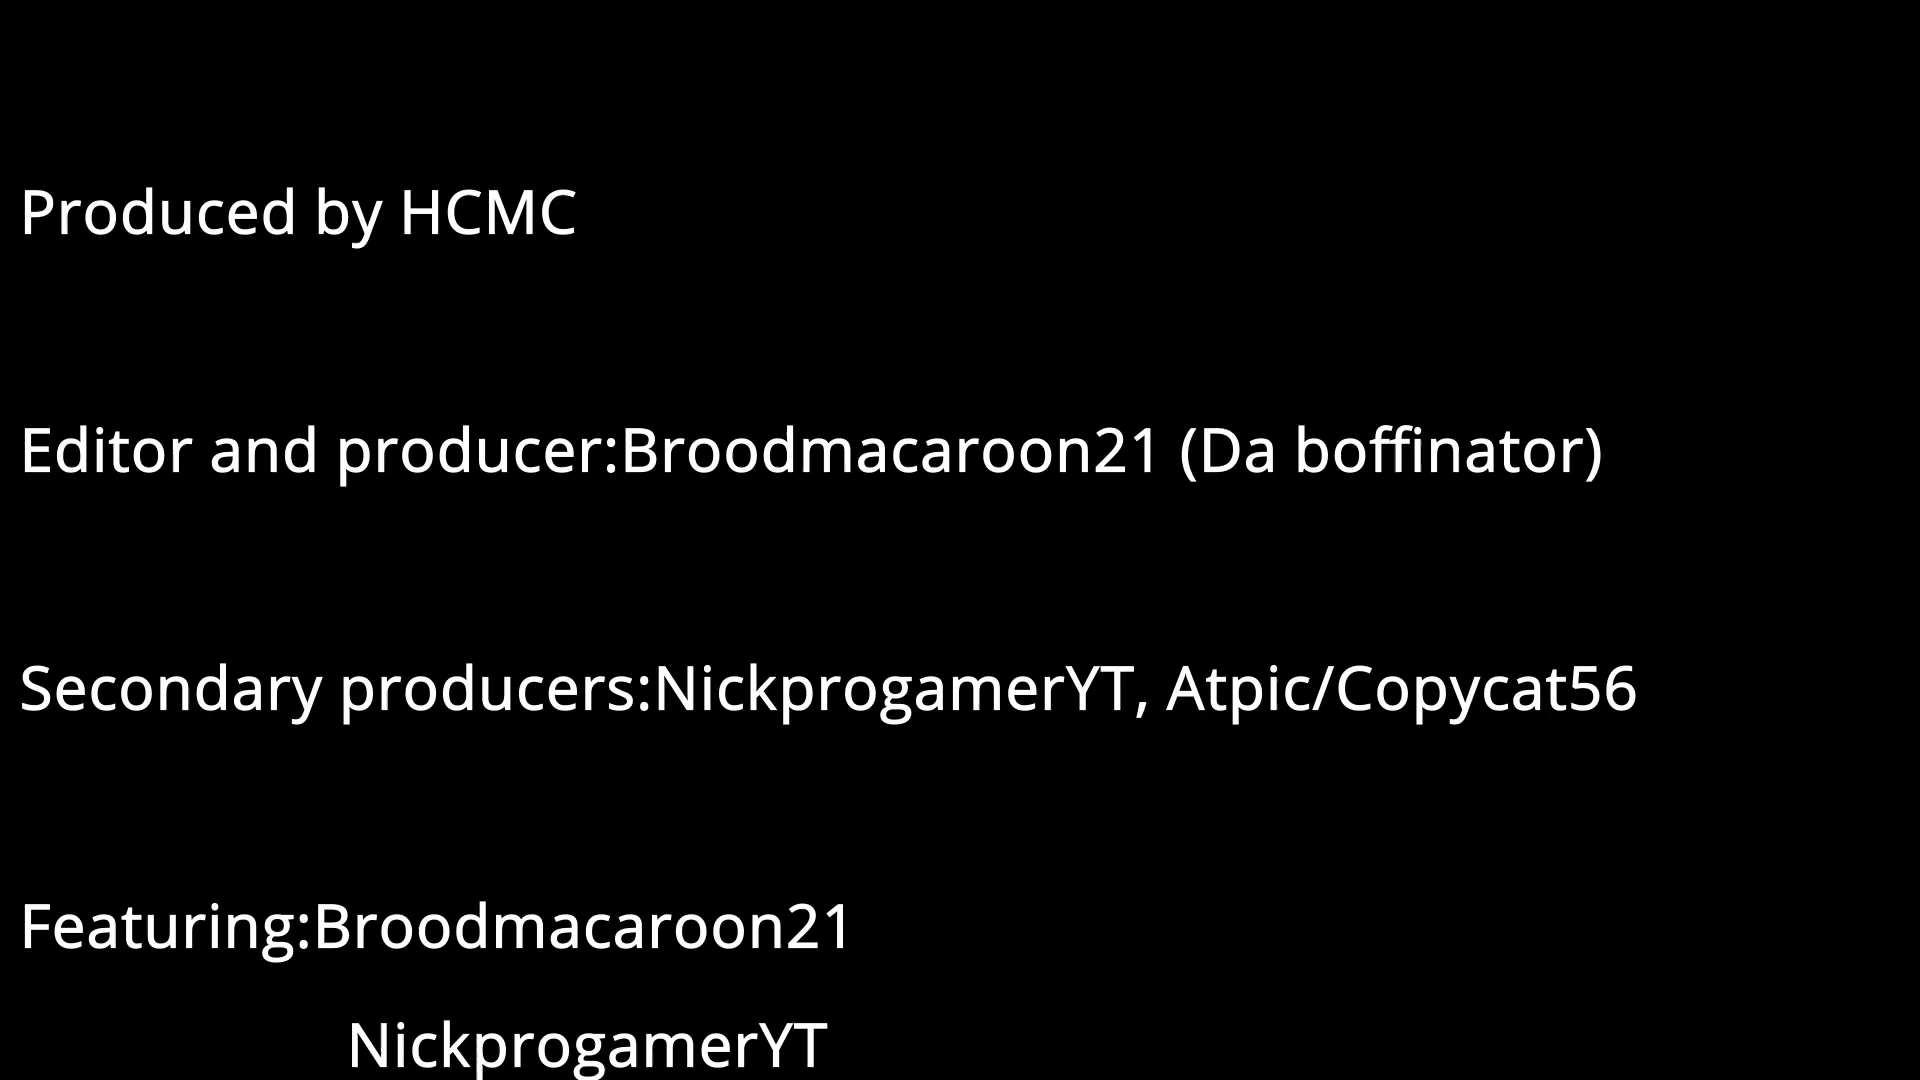 Produced by HCMC
Editor and producer:Broodmacaroon21 (Da boffinator)
Secondary producers:NickprogamerYT, Atpic/Copycat56
Featuring:Broodmacaroon21
NickprogamerYT